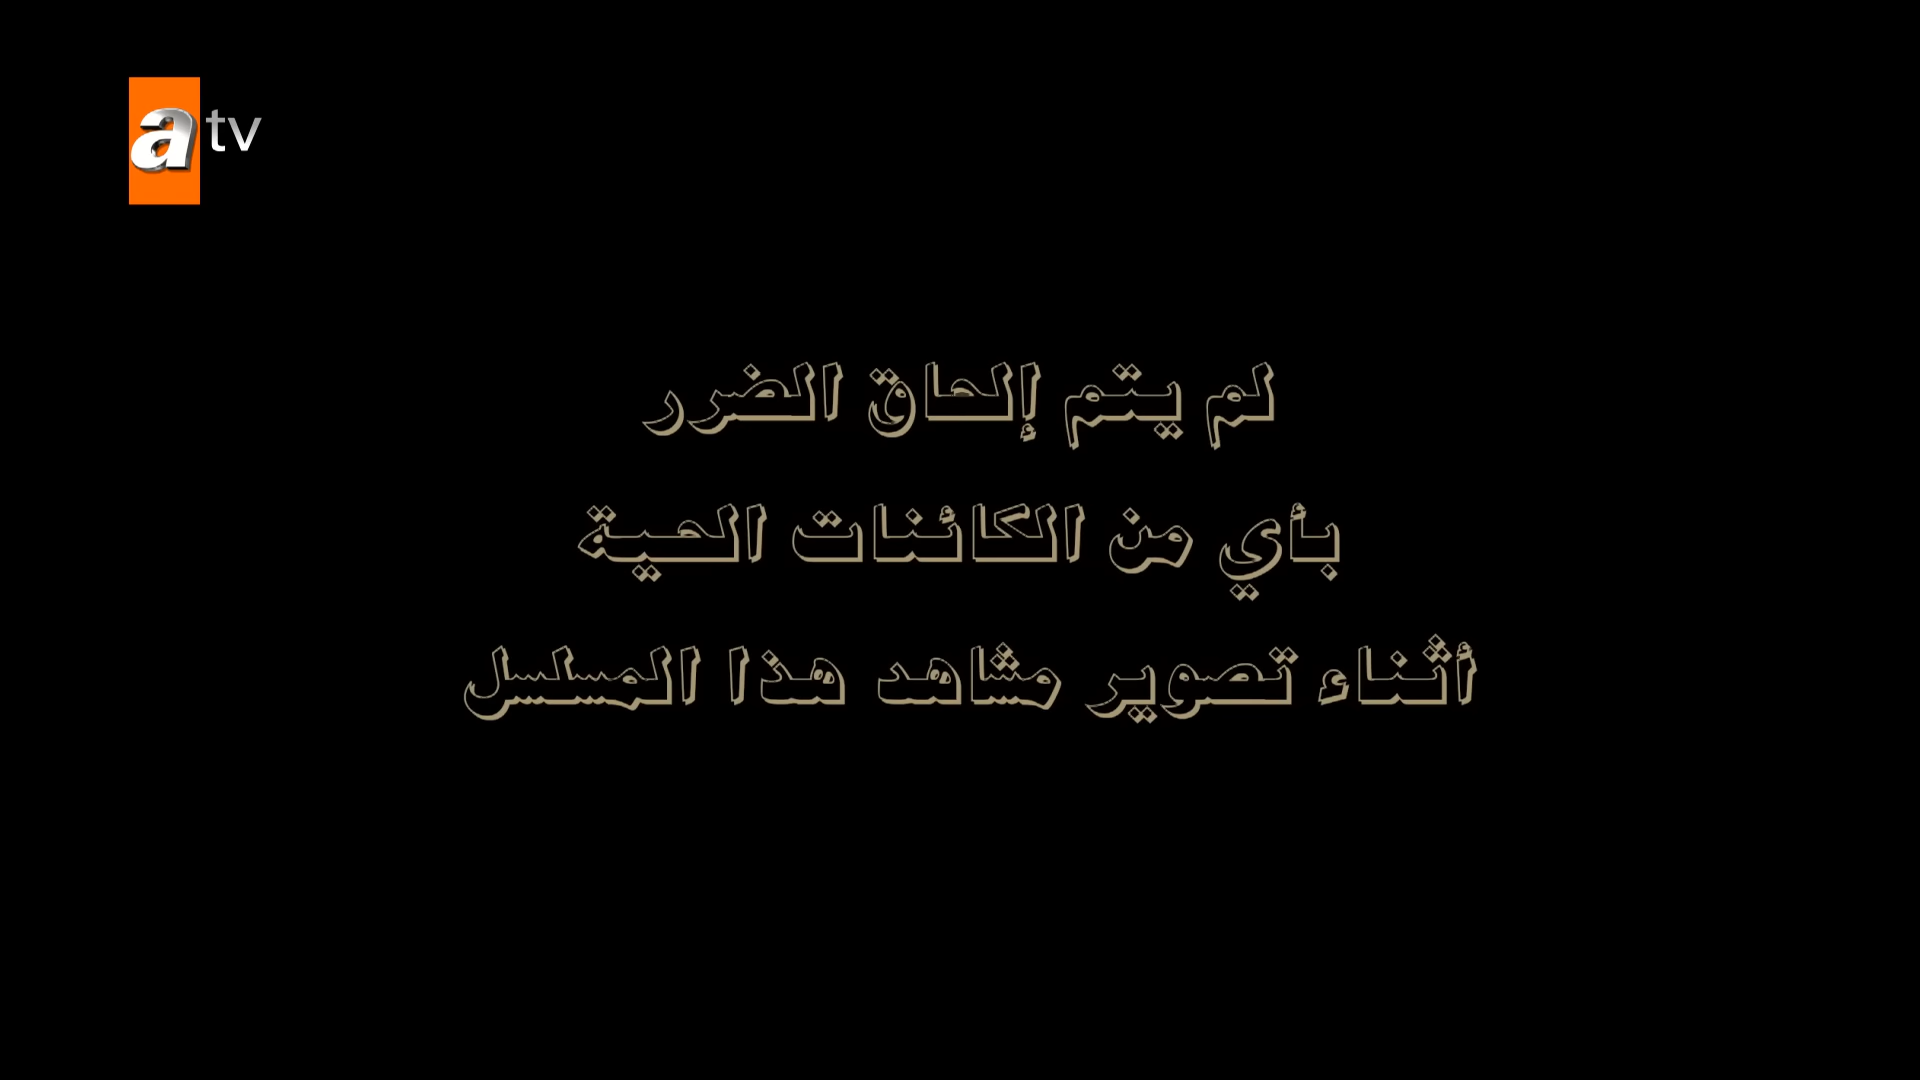 atv
لم يتم إلحاق الضرر
بأي من الكائنات الحية
أثناء تصوير مشاهد هذا المسلسل